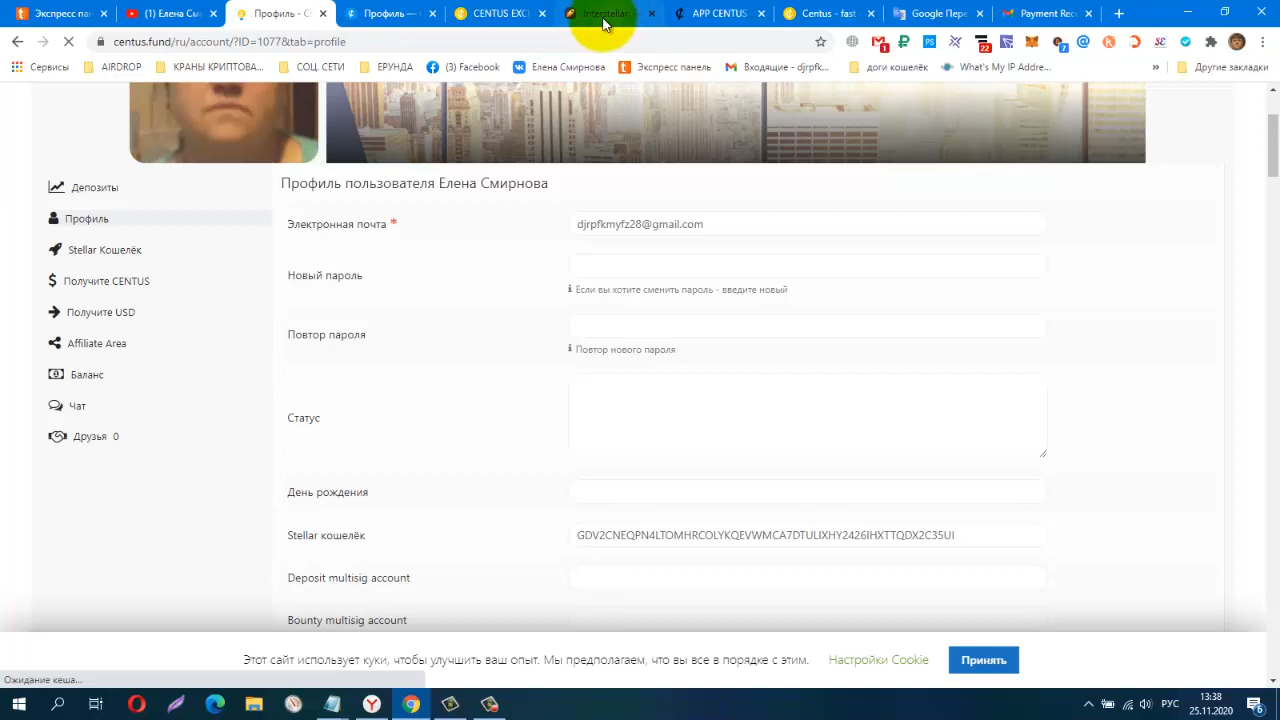 Экспресс па
(1) Елена См
Профиль - С
Профиль —
CENTUS EXC
Interstellar
APP CENTUS
Centus - fast
Google Пере
Payment Rec
centus.fund/ru/account/?ID=1077&tab=profile
1
22
7
Сервисы
AIRDROP
КРАНЫ КРИПТОВА...
СОЦ. СЕТИ
ЕРУНДА
(3) Facebook
Елена Смирнова
Экспресс панель
Входящие - djrpfk...
доги кошелёк
What's My IP Addre...
»
Другие закладки
Депозиты
Профиль
Stellar Кошелёк
Получите CENTUS
Получите USD
Affiliate Area
Баланс
Чат
Друзья 0
Профиль пользователя Елена Смирнова
Электронная почта *
djrpfkmyfz28@gmail.com
Новый пароль
Если вы хотите сменить пароль - введите новый
Повтор пароля
Повтор нового пароля
Статус
День рождения
Stellar кошелёк
GDV2CNEQPN4LTOMHRCOLYKQEVWMCA7DTULIXHY2426IHXTTQDX2C35UI
Deposit multisig account
Bounty multisig account
Этот сайт использует куки, чтобы улучшить ваш опыт. Мы предполагаем, что вы все в порядке с этим.
Настройки Cookie
Принять
Ожидание кеша...
РУС
13:38
25.11.2020
6